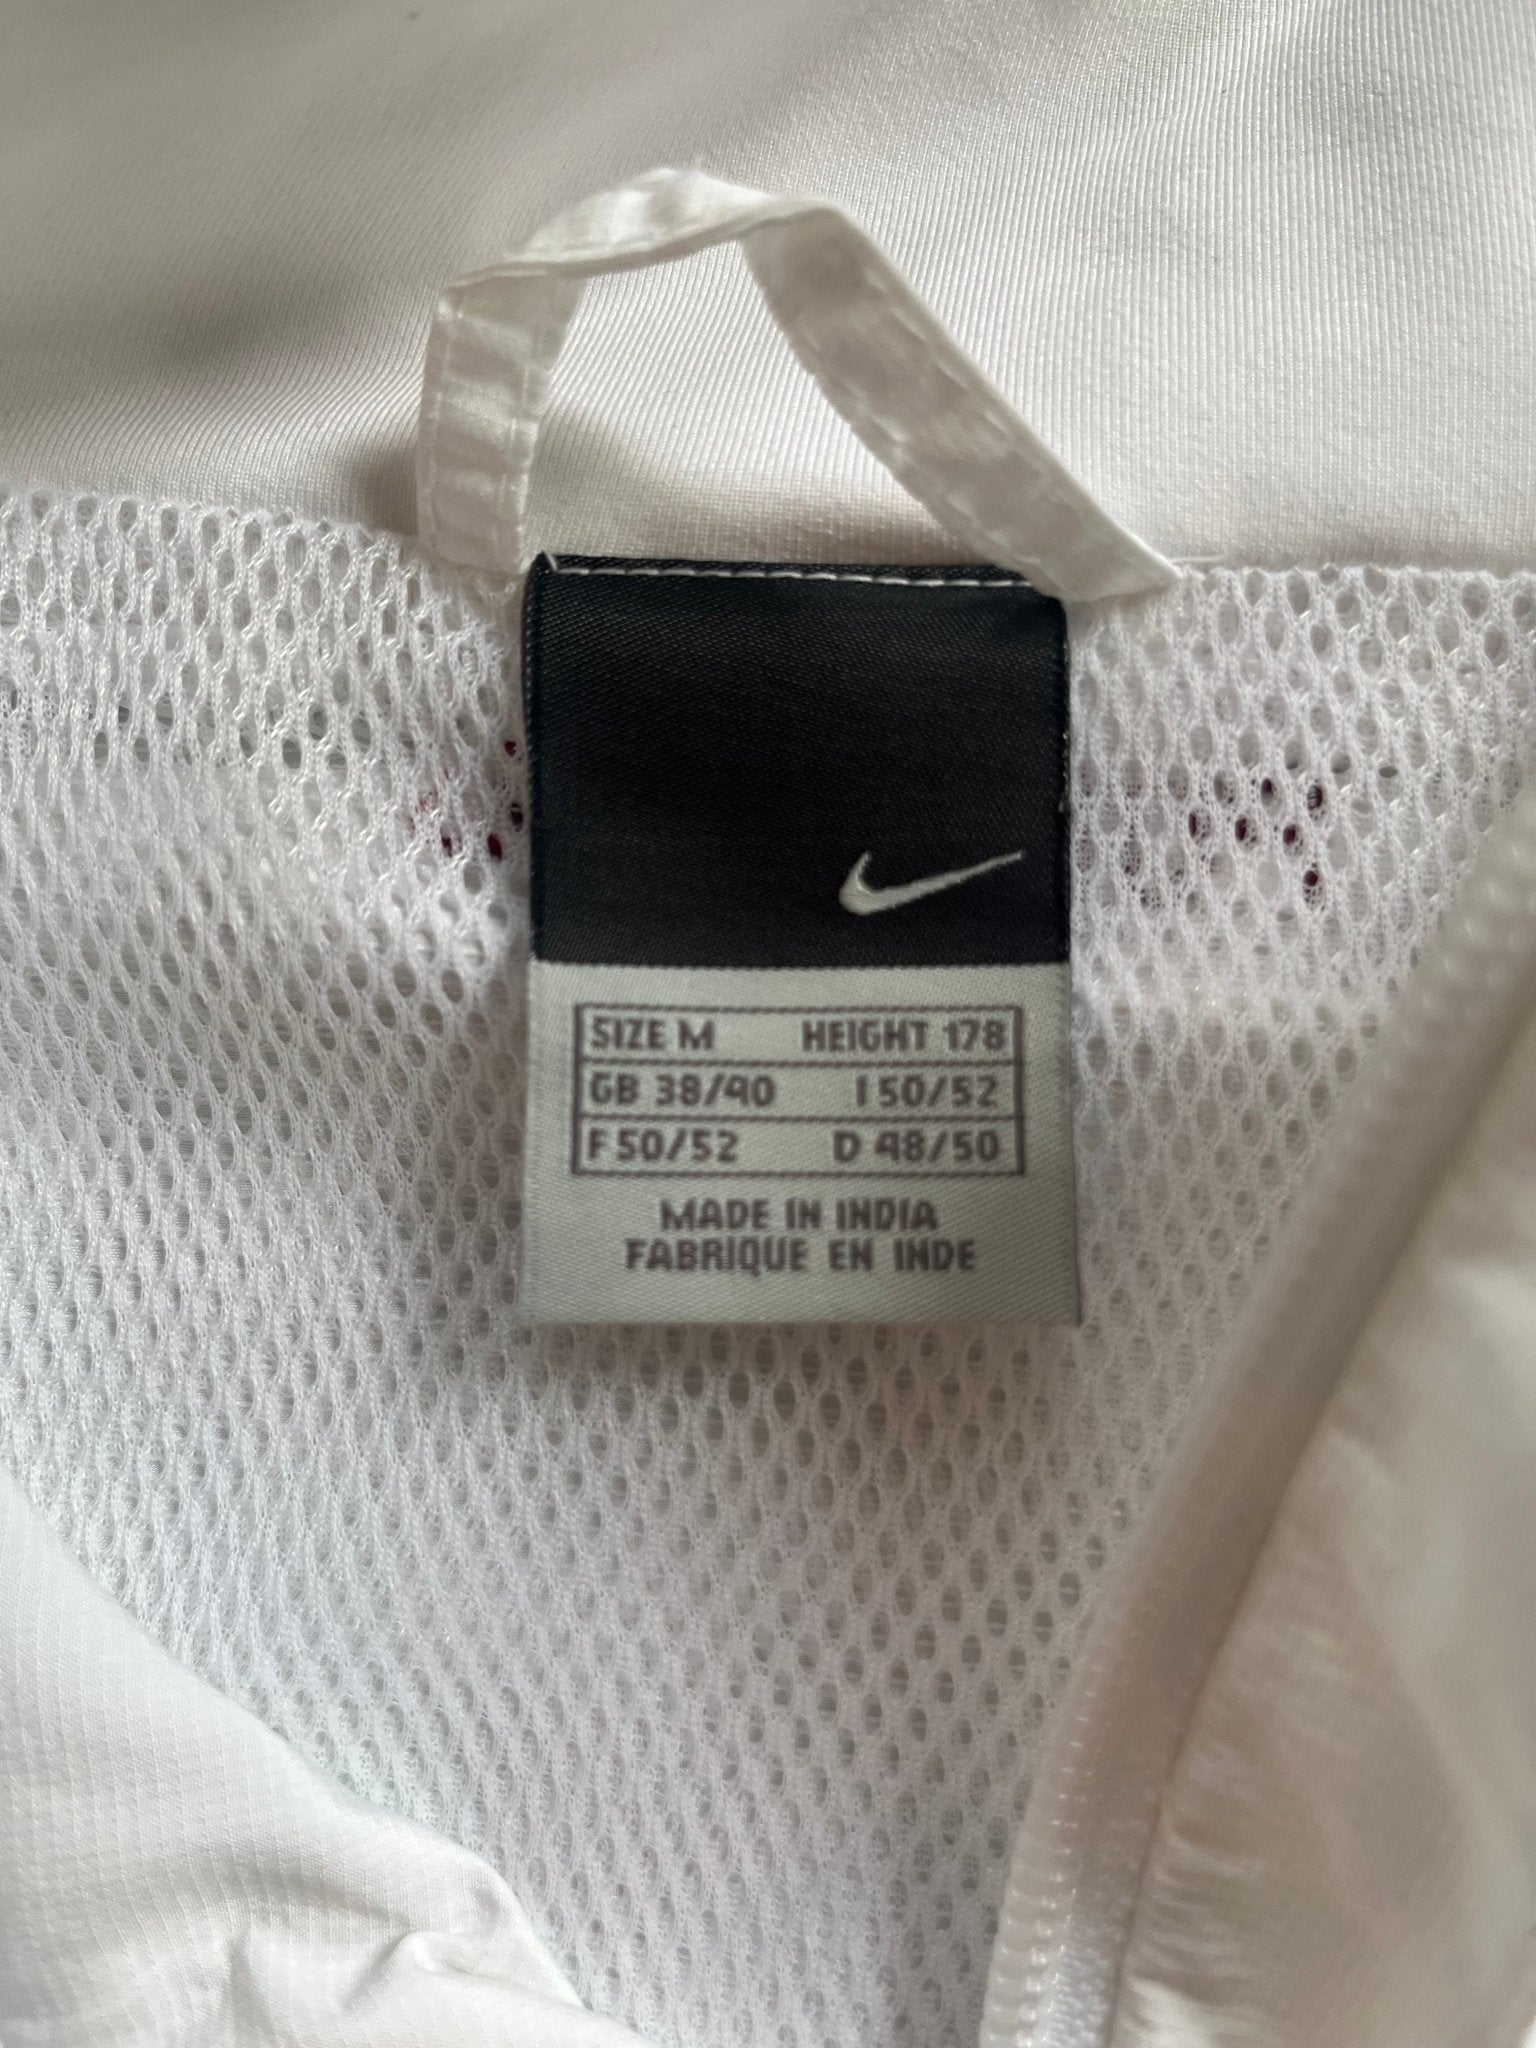 SIZE M HEIGHT 178
GB 38/40 I 50/52
F 50/52 D 48/50
MADE IN INDIA
FABRIQUE EN INDE